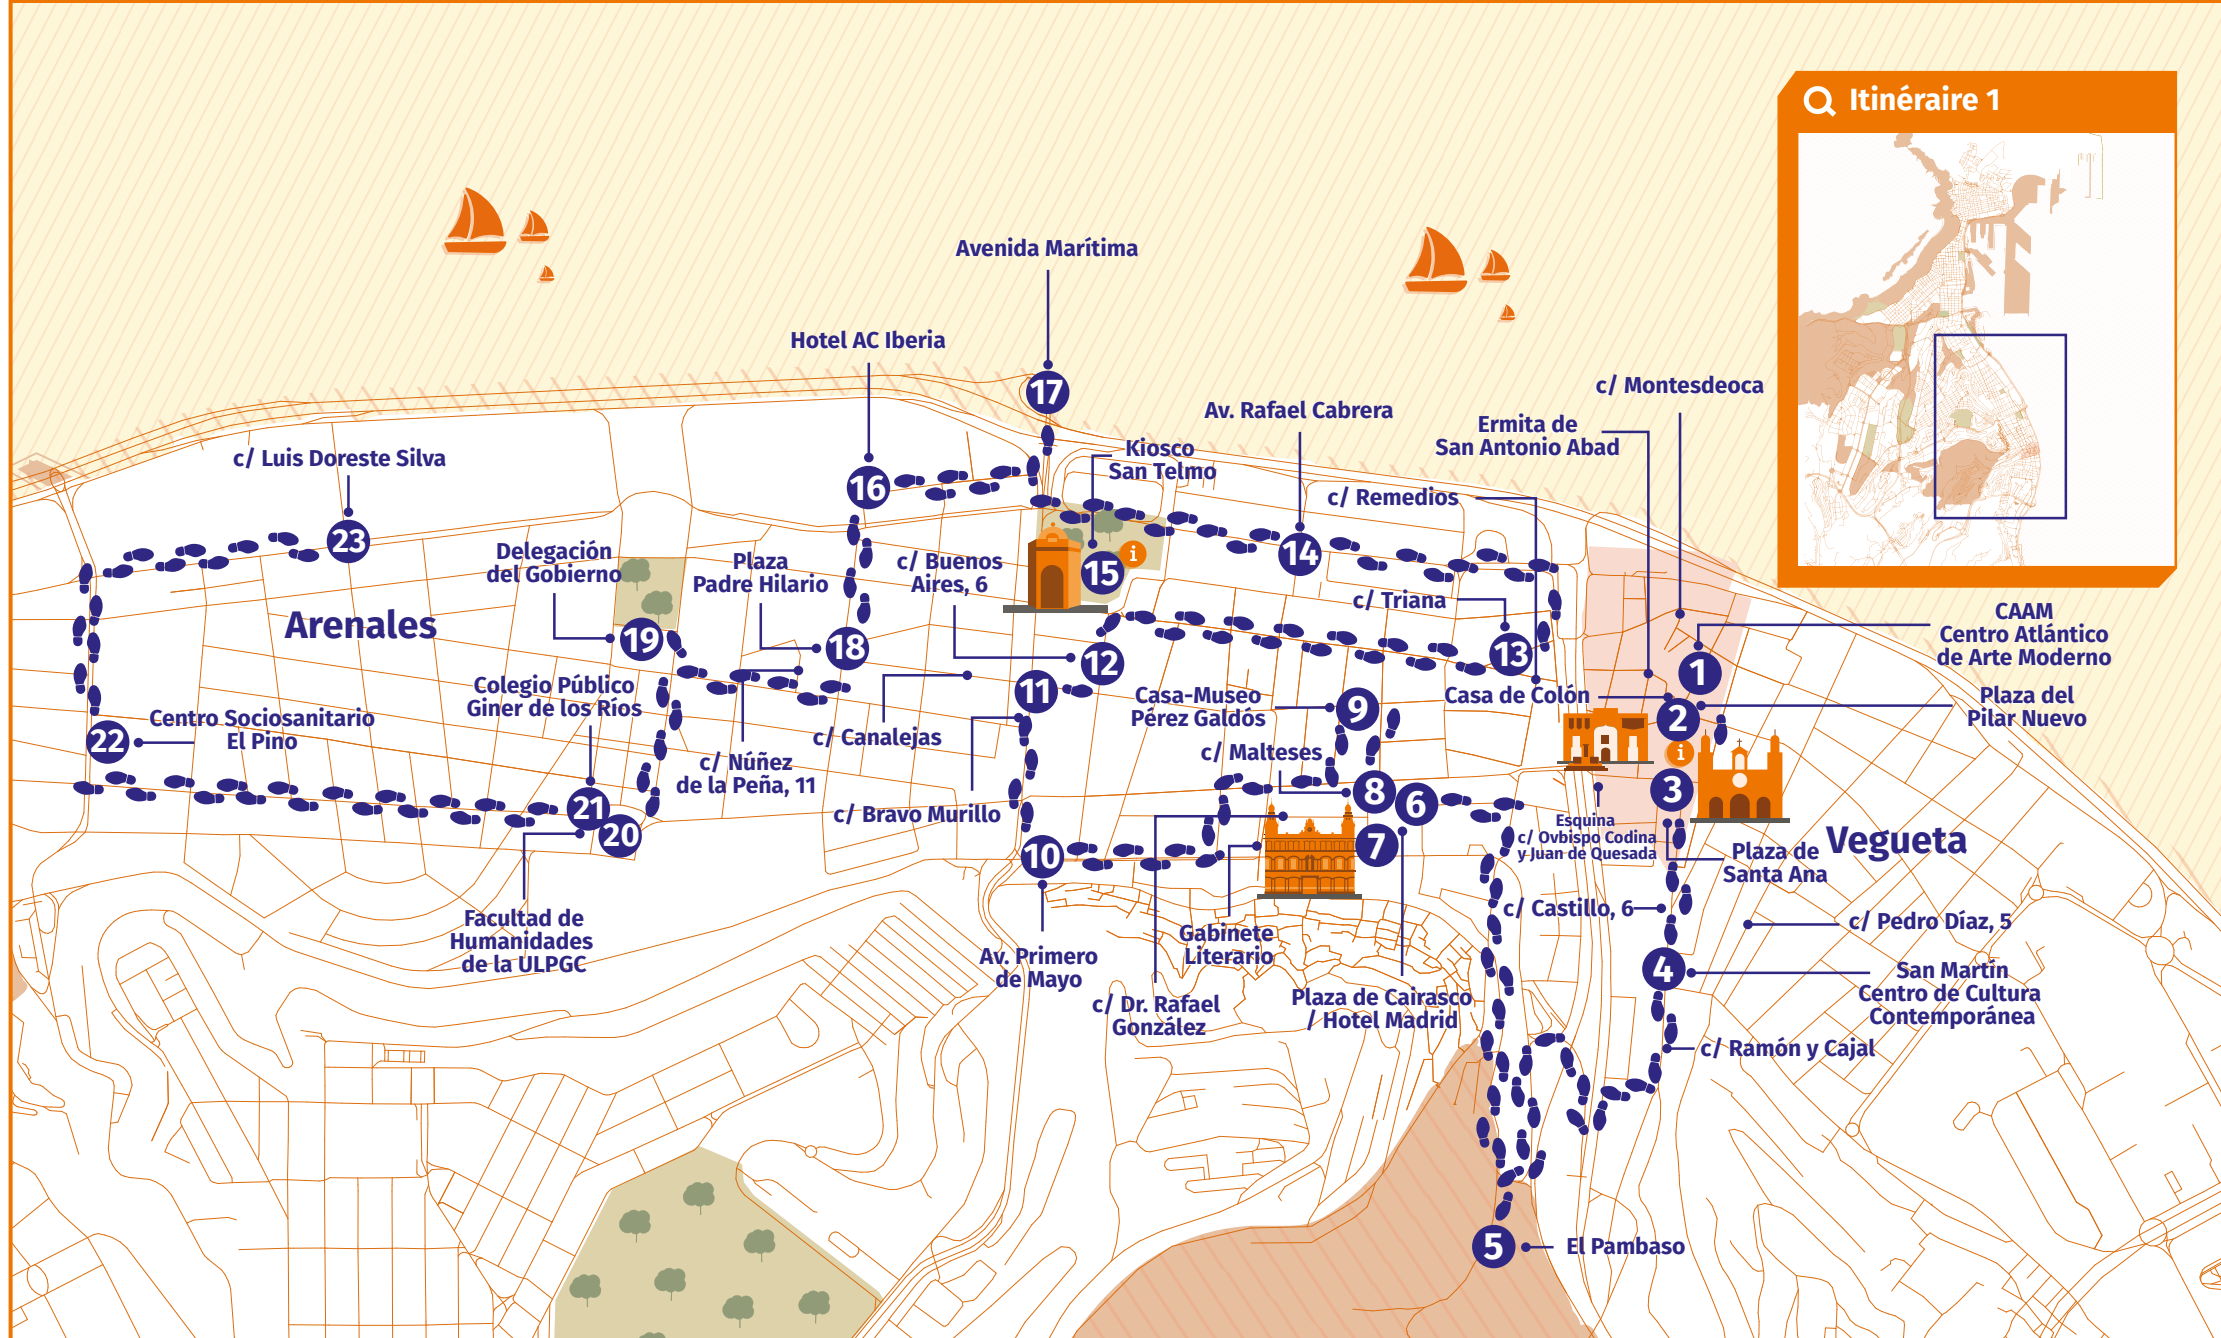 Itinéraire 1
Avenida Marítima
Hotel AC Iberia
17
c/ Montesdeoca
Av. Rafael Cabrera
Ermita de
San Antonio Abad
Kiosco
San Telmo
c/ Luis Doreste Silva
16
c/ Remedios
23
14
i
15
Delegación
del Gobierno
Plaza
Padre Hilario
c/ Buenos
Aires, 6
c/ Triana
Arenales
CAAM
Centro Atlántico
de Arte Moderno
19
18
12
13
1
11
Colegio Público
Giner de los Ríos
Casa-Museo
Pérez Galdós
Casa de Colón
Plaza del
Pilar Nuevo
9
2
Centro Sociosanitario
El Pino
22
c/ Canalejas
c/ Malteses
i
c/ Núñez
de la Peña, 11
8
6
3
c/ Bravo Murillo
21
20
Esquina
c/ Ovbispo Codina
y Juan de Quesada
Vegueta
7
10
Plaza de
Santa Ana
c/ Castillo, 6
c/ Pedro Díaz, 5
Facultad de
Humanidades
de la ULPGC
Gabinete
Literario
Av. Primero
de Mayo
4
San Martín
Centro de Cultura
Contemporánea
c/ Dr. Rafael
González
Plaza de Cairasco
/ Hotel Madrid
c/ Ramón y Cajal
5
El Pambaso